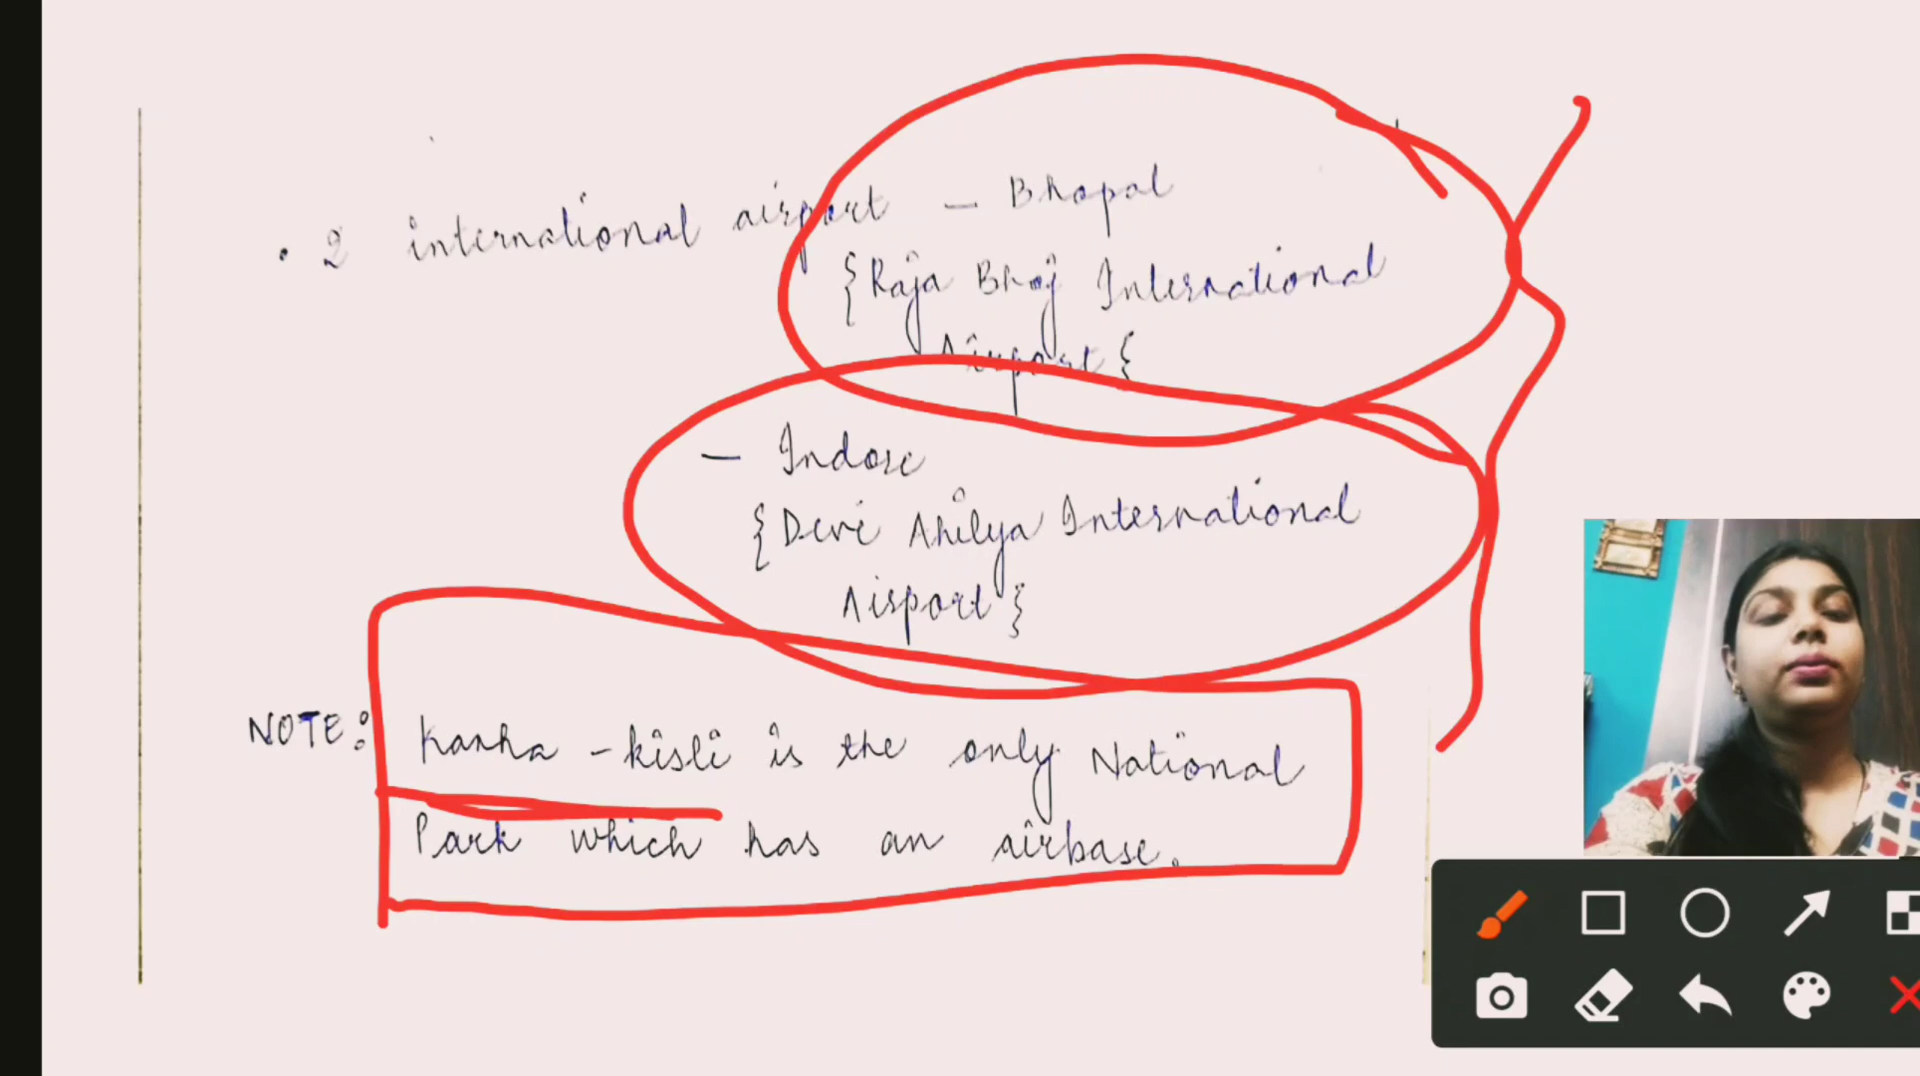 • 2 international airport – Bhopal
{Raja Bhoj International
Airport}
– Indore
{Devi Ahilya International
Airport}
NOTE: Kanha - kisli is the only National
Park which has an airbase.